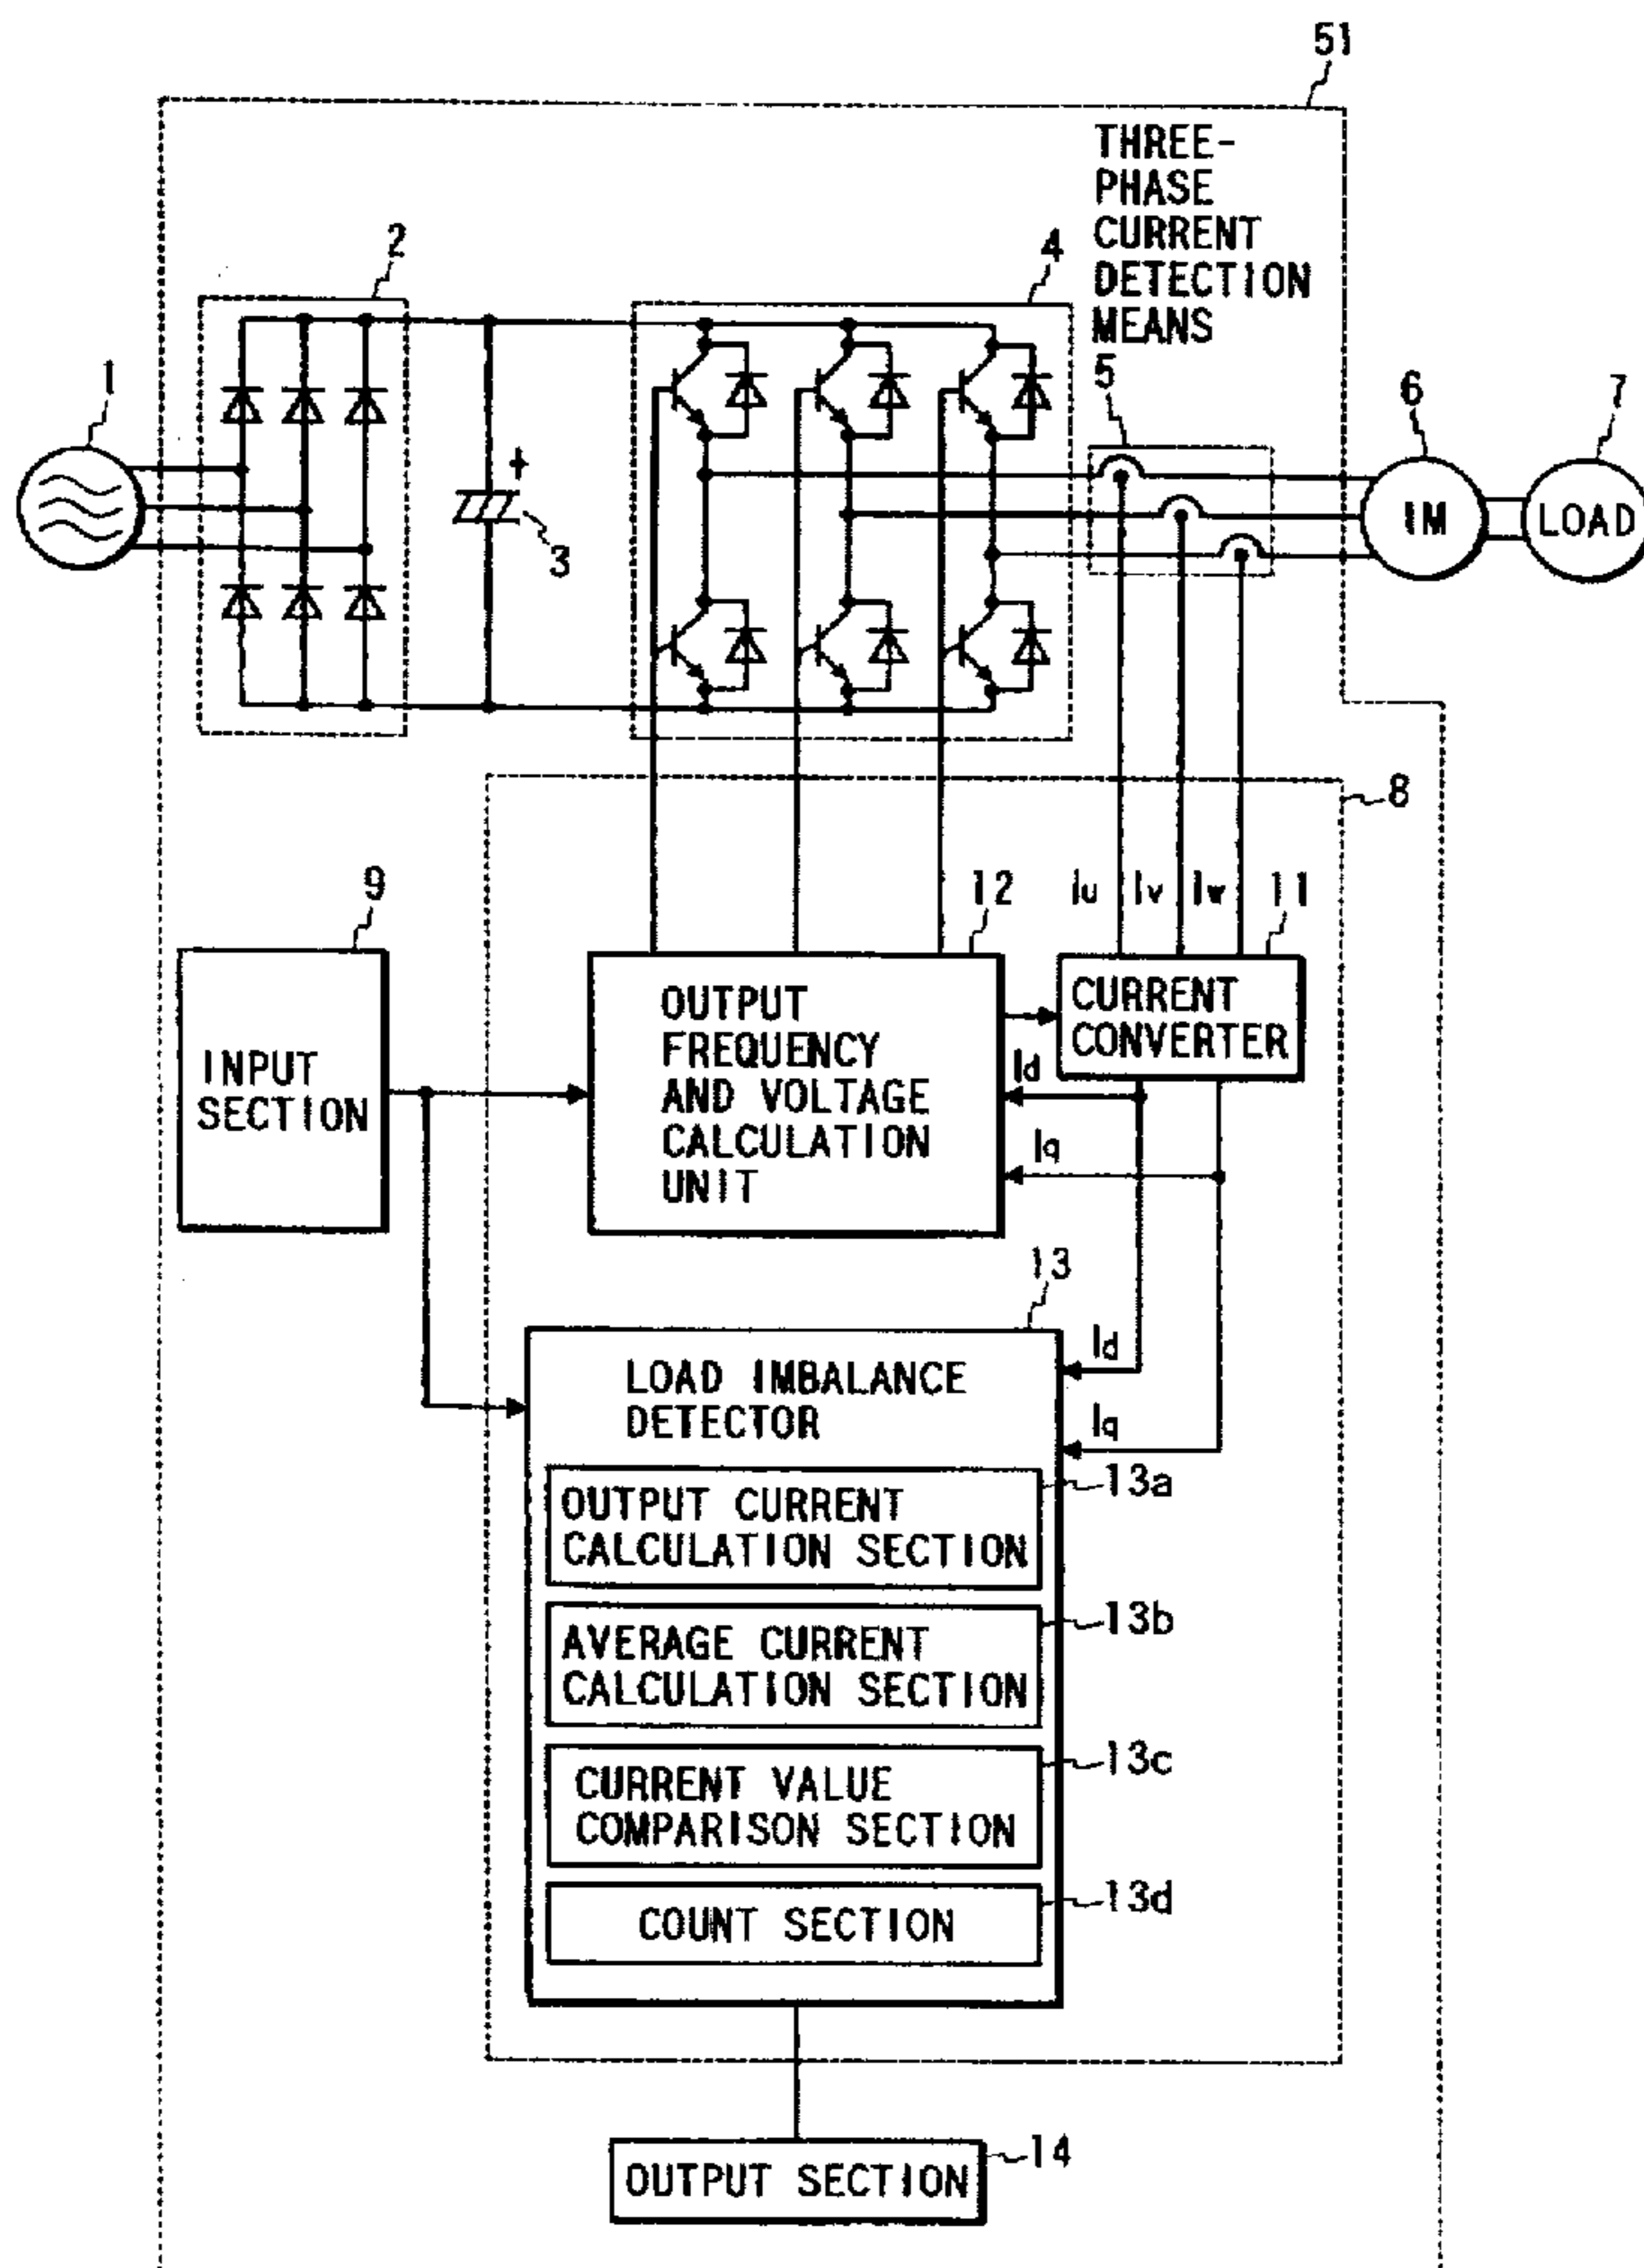 51
THREE-
PHASE
CURRENT
DETECTION
MEANS
2
4
1
5
6
7
+
3
IM
LOAD
8
9
12
Iu
Iv
Iw
11
INPUT
SECTION
OUTPUT
FREQUENCY
AND VOLTAGE
CALCULATION
UNIT
CURRENT
CONVERTER
Id
Iq
13
LOAD IMBALANCE
DETECTOR
Id
Iq
OUTPUT CURRENT
CALCULATION SECTION
13a
AVERAGE CURRENT
CALCULATION SECTION
13b
CURRENT VALUE
COMPARISON SECTION
13c
COUNT SECTION
13d
OUTPUT SECTION
14